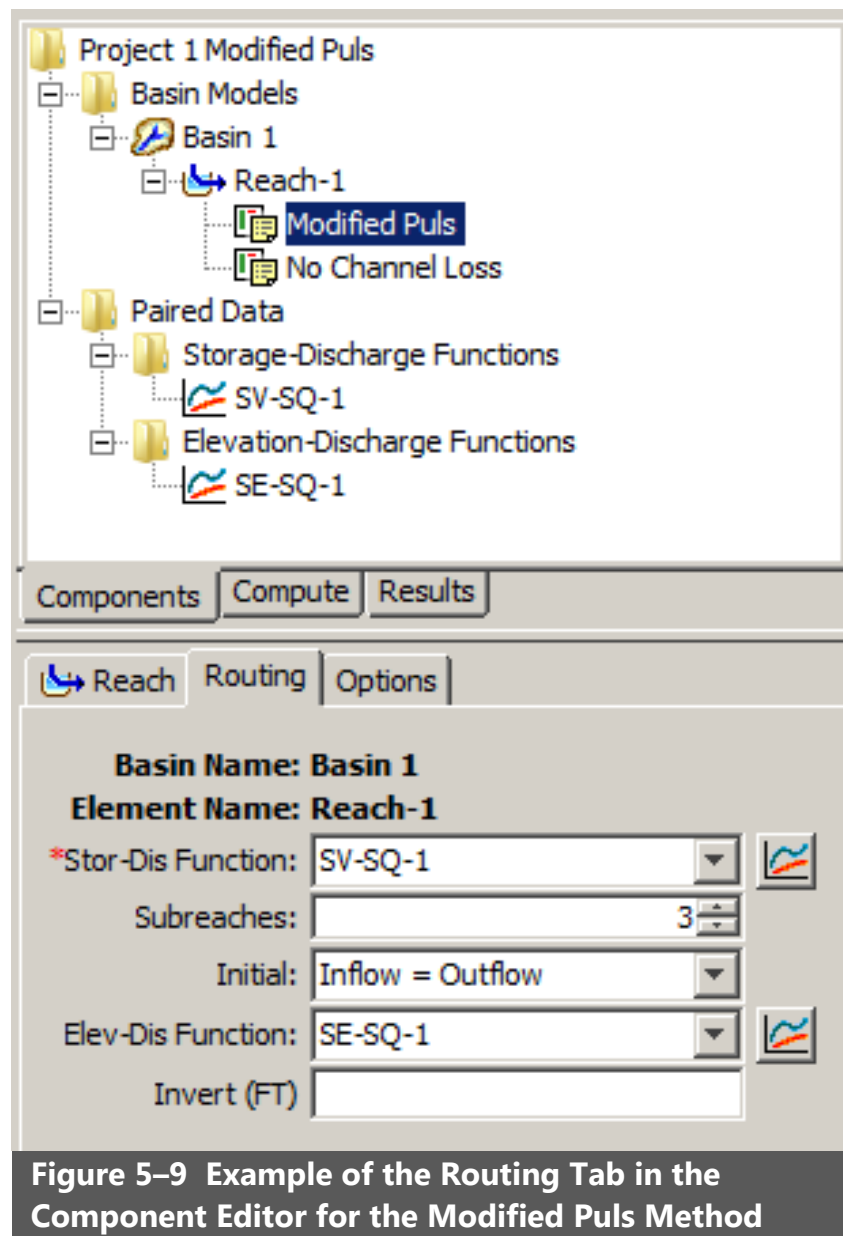 Project 1 Modified Puls
Basin Models
Basin 1
Reach-1
Modified Puls
No Channel Loss
Paired Data
Storage-Discharge Functions
SV-SQ-1
Elevation-Discharge Functions
SE-SQ-1
Components Compute Results
Reach Routing Options
Basin Name: Basin 1
Element Name: Reach-1
*Stor-Dis Function: SV-SQ-1
Subreaches: 3
Initial: Inflow = Outflow
Elev-Dis Function: SE-SQ-1
Invert (FT)
Figure 5–9 Example of the Routing Tab in the
Component Editor for the Modified Puls Method